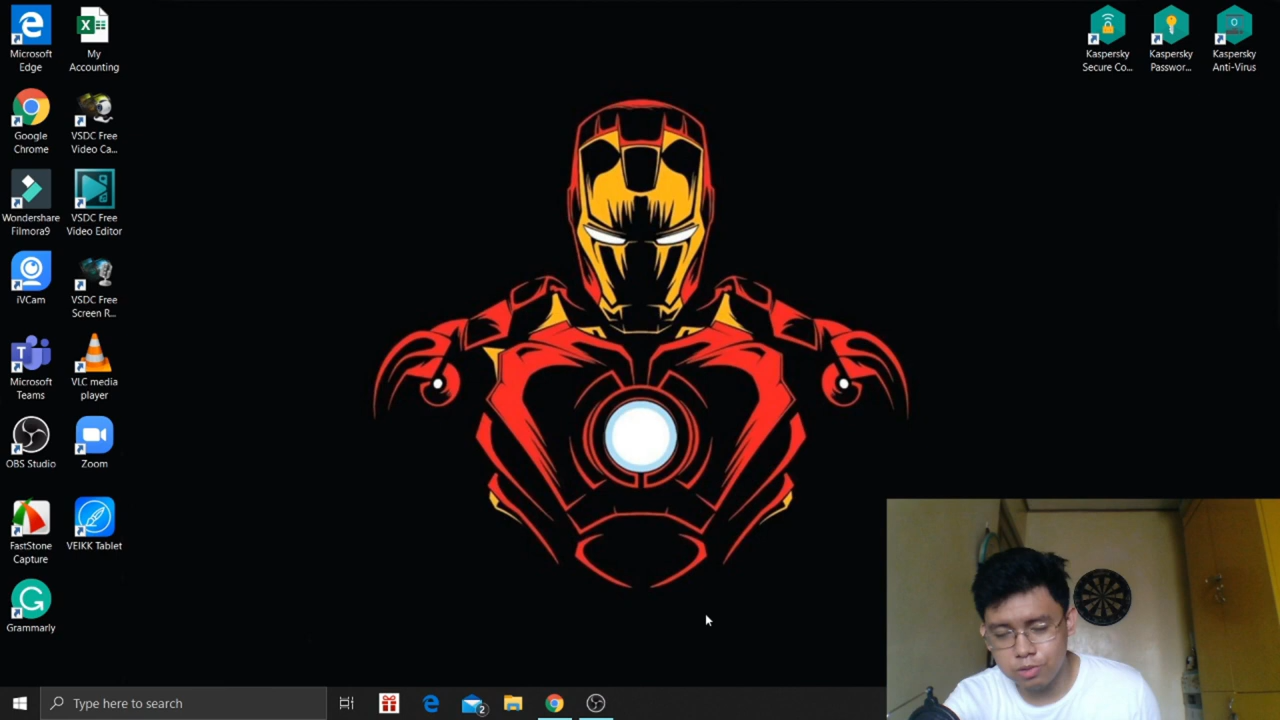 Microsoft
Edge
My
Accounting
Google
Chrome
VSDC Free
Video Ca...
Wondershare
Filmora9
VSDC Free
Video Editor
iVCam
VSDC Free
Screen R...
Microsoft
Teams
VLC media
player
OBS Studio
Zoom
FastStone
Capture
VEIKK Tablet
Grammarly
Kaspersky
Secure Co...
Kaspersky
Passwor...
Kaspersky
Anti-Virus
Type here to search
2